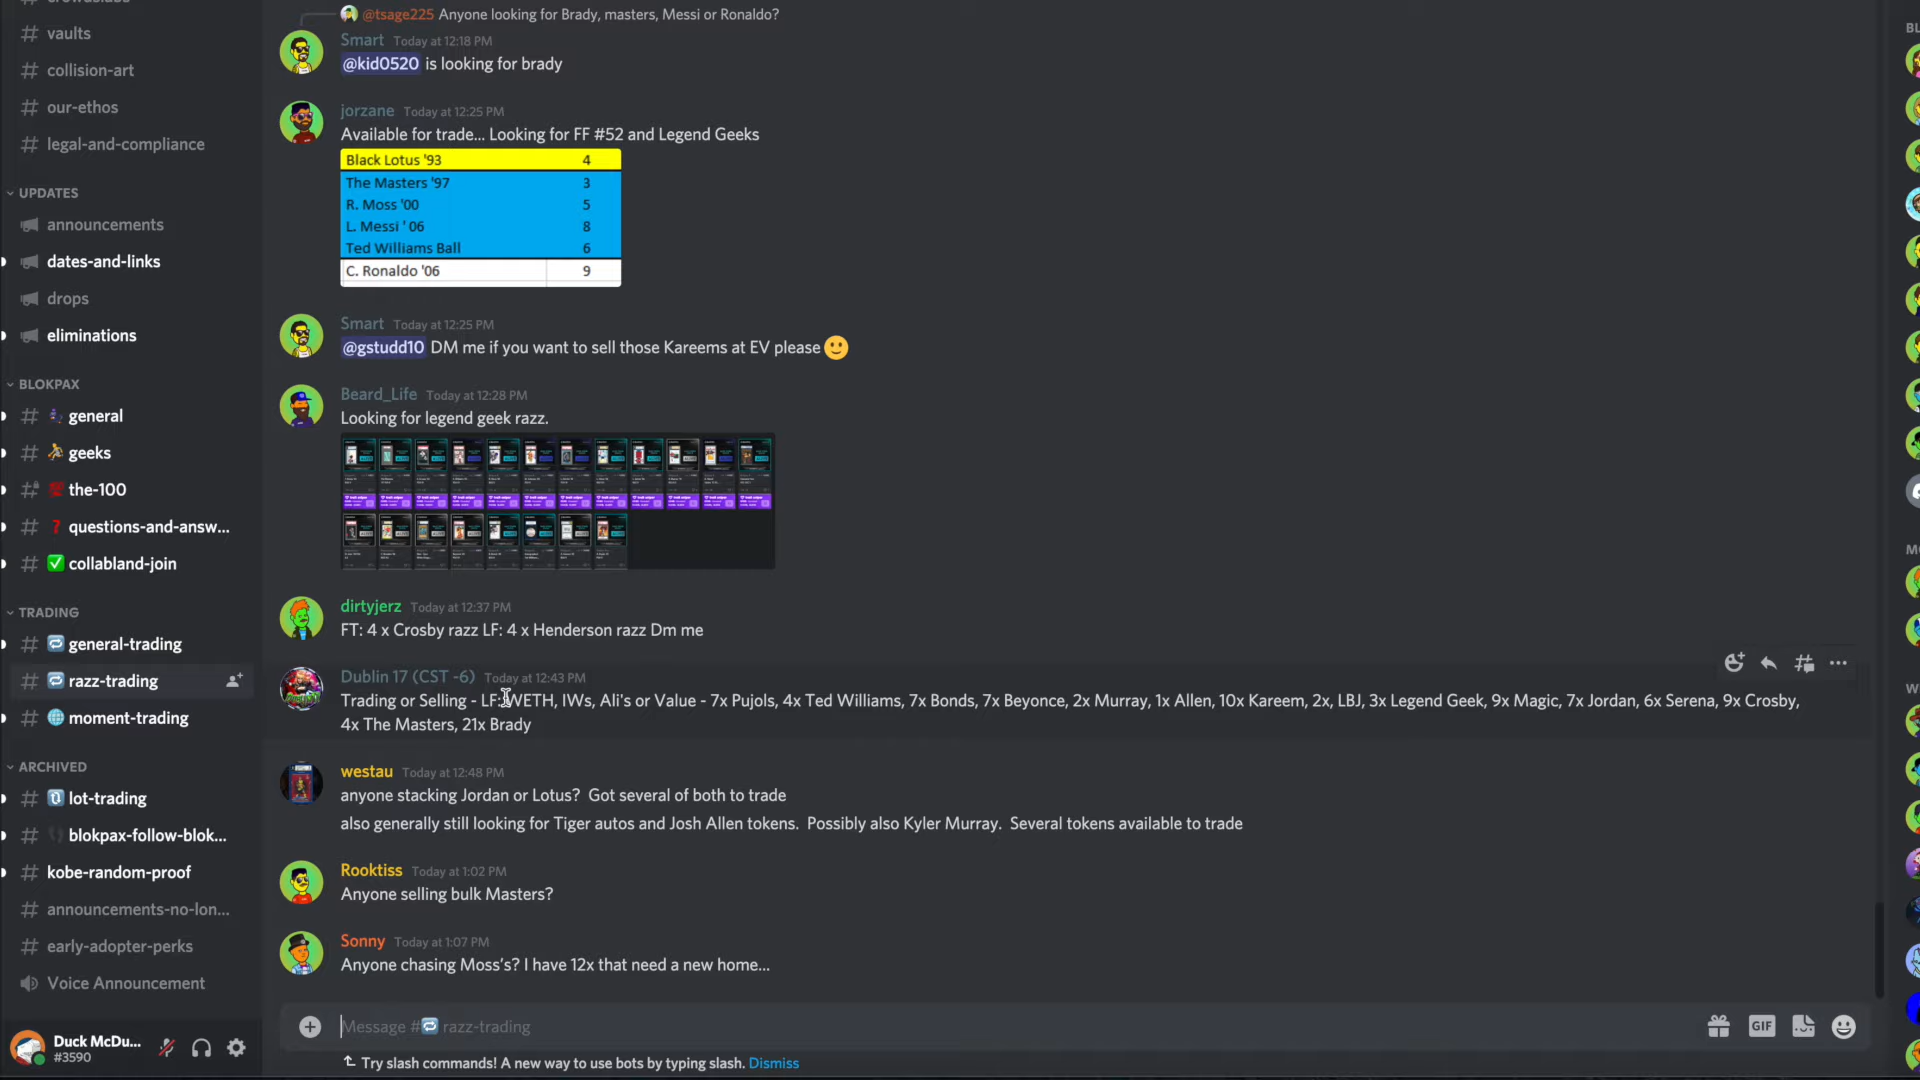 crowdslabs
# vaults
# collision-art
# our-ethos
# legal-and-compliance
UPDATES
announcements
dates-and-links
drops
eliminations
BLOKPAX
# general
# geeks
# the-100
# ❓ questions-and-answ...
# ✅ collabland-join
TRADING
# 🔁 general-trading
# 🔁 razz-trading
# 🌐 moment-trading
ARCHIVED
# lot-trading
# blokpax-follow-blok...
# kobe-random-proof
# announcements-no-lon...
# early-adopter-perks
Voice Announcement
Duck McDu...
#3590
@tsage225 Anyone looking for Brady, masters, Messi or Ronaldo?
Smart Today at 12:18 PM
@kid0520 is looking for brady
jorzane Today at 12:25 PM
Available for trade... Looking for FF #52 and Legend Geeks
Black Lotus '93 4
The Masters '97 3
R. Moss '00 5
L. Messi ' 06 8
Ted Williams Ball 6
C. Ronaldo '06 9
Smart Today at 12:25 PM
@gstudd10 DM me if you want to sell those Kareems at EV please 🙂
Beard_Life Today at 12:28 PM
Looking for legend geek razz.
dirtyjerz Today at 12:37 PM
FT: 4 x Crosby razz LF: 4 x Henderson razz Dm me
Dublin 17 (CST -6) Today at 12:43 PM
Trading or Selling - LF: WETH, IWs, Ali's or Value - 7x Pujols, 4x Ted Williams, 7x Bonds, 7x Beyonce, 2x Murray, 1x Allen, 10x Kareem, 2x, LBJ, 3x Legend Geek, 9x Magic, 7x Jordan, 6x Serena, 9x Crosby,
4x The Masters, 21x Brady
westau Today at 12:48 PM
anyone stacking Jordan or Lotus? Got several of both to trade
also generally still looking for Tiger autos and Josh Allen tokens. Possibly also Kyler Murray. Several tokens available to trade
Rooktiss Today at 1:02 PM
Anyone selling bulk Masters?
Sonny Today at 1:07 PM
Anyone chasing Moss's? I have 12x that need a new home...
Message #🔁 razz-trading
GIF
Try slash commands! A new way to use bots by typing slash. Dismiss
BL